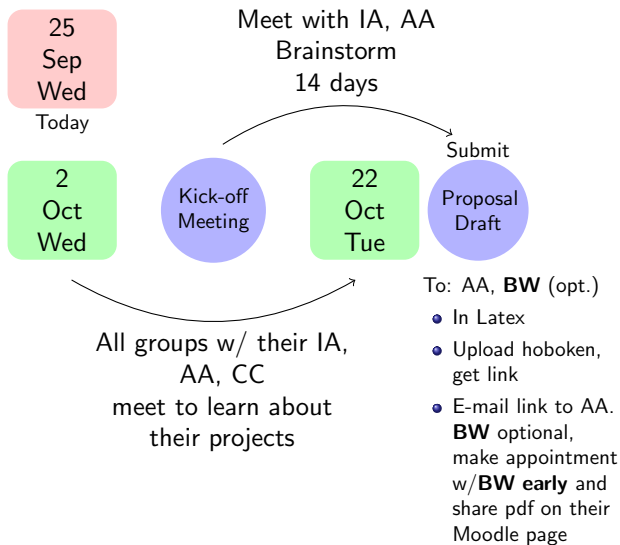 25
Sep
Wed
Today
Meet with IA, AA
Brainstorm
14 days
2
Oct
Wed
Kick-off
Meeting
22
Oct
Tue
Submit
Proposal
Draft
All groups w/ their IA,
AA, CC
meet to learn about
their projects
To: AA, BW (opt.)
In Latex
Upload hoboken,
get link
E-mail link to AA.
BW optional,
make appointment
w/BW early and
share pdf on their
Moodle page